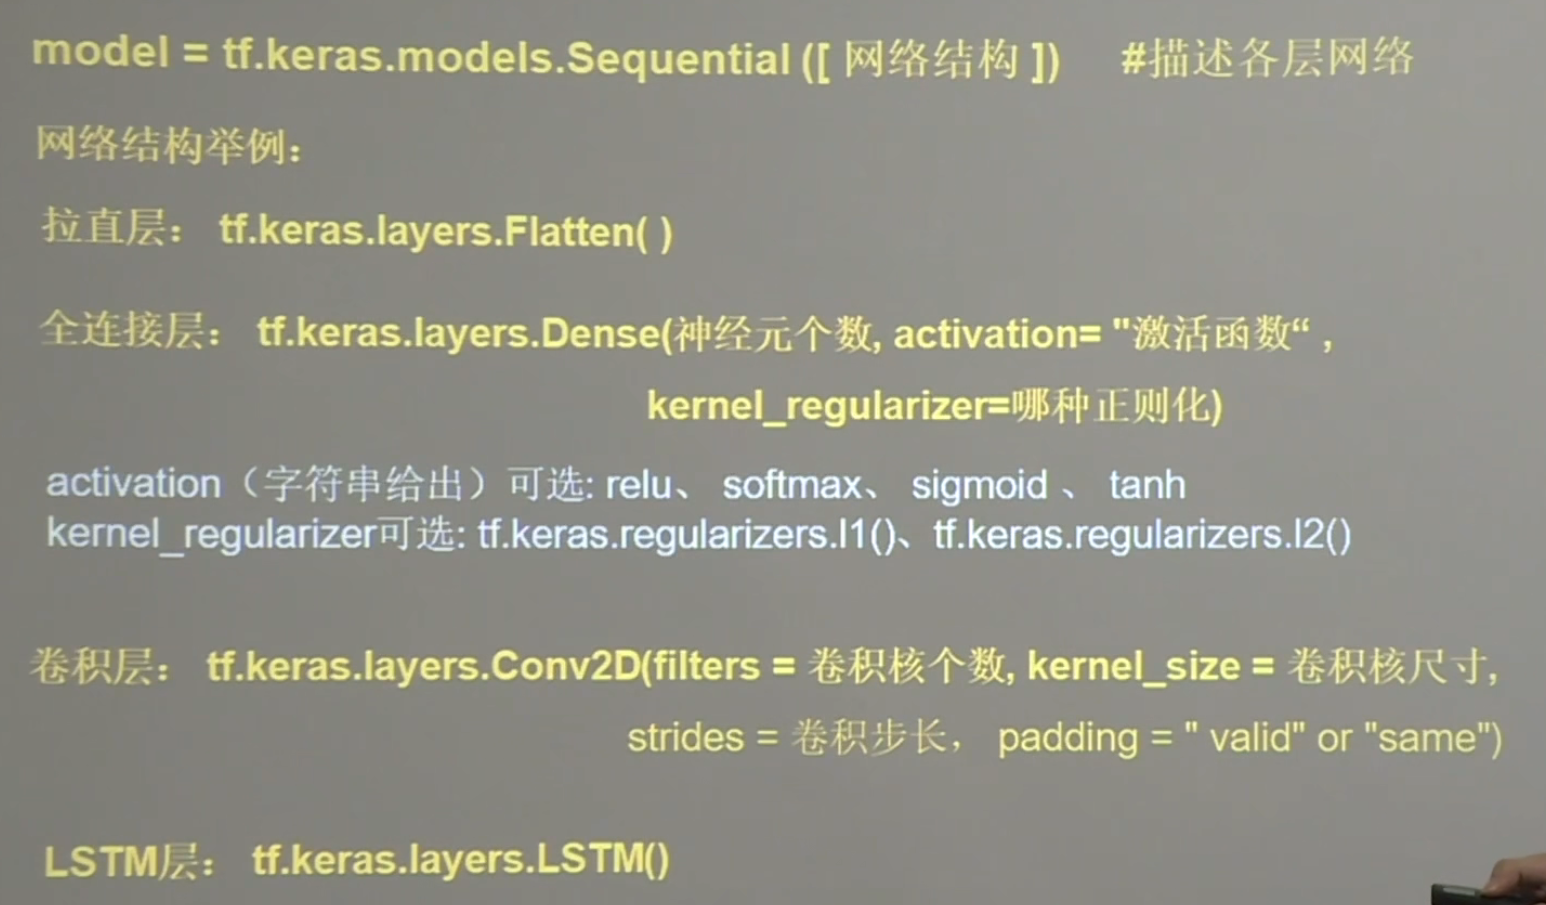 model = tf.keras.models.Sequential ([ 网络结构 ]) #描述各层网络
网络结构举例：
拉直层： tf.keras.layers.Flatten( )
全连接层： tf.keras.layers.Dense(神经元个数, activation= "激活函数“ ,
kernel_regularizer=哪种正则化)
activation（字符串给出）可选: relu、 softmax、 sigmoid 、 tanh
kernel_regularizer可选: tf.keras.regularizers.l1()、tf.keras.regularizers.l2()
卷积层： tf.keras.layers.Conv2D(filters = 卷积核个数, kernel_size = 卷积核尺寸,
strides = 卷积步长， padding = " valid" or "same")
LSTM层： tf.keras.layers.LSTM()